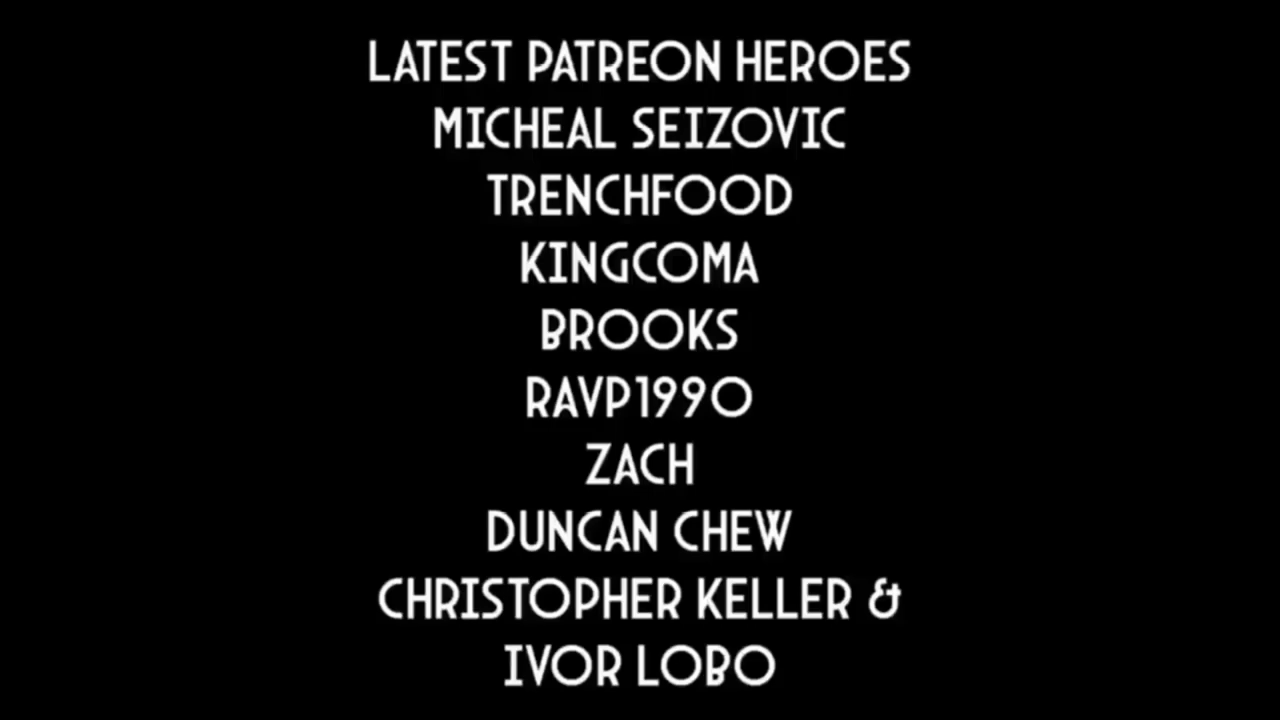 LATEST PATREON HEROES
MICHEAL SEIZOVIC
TRENCHFOOD
KINGCOMA
BROOKS
RAVP1990
ZACH
DUNCAN CHEW
CHRISTOPHER KELLER &
IVOR LOBO